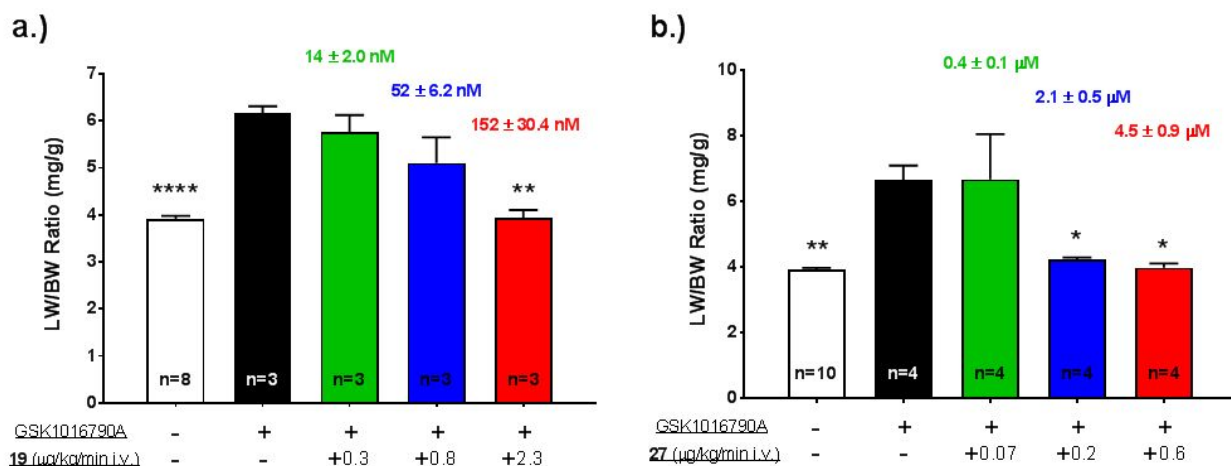 a.)
14 ± 2.0 nM
52 ± 6.2 nM
152 ± 30.4 nM
LW/BW Ratio (mg/g)
7
6
5
4
3
2
1
0
****
**
n=8
n=3
n=3
n=3
n=3
GSK1016790A - + + + +
19 (µg/kg/min i.v.) - - +0.3 +0.8 +2.3
b.)
0.4 ± 0.1 µM
2.1 ± 0.5 µM
4.5 ± 0.9 µM
LW/BW Ratio (mg/g)
10
8
6
4
2
0
**
*
*
n=10
n=4
n=4
n=4
n=4
GSK1016790A - + + + +
27 (µg/kg/min i.v.) - - +0.07 +0.2 +0.6